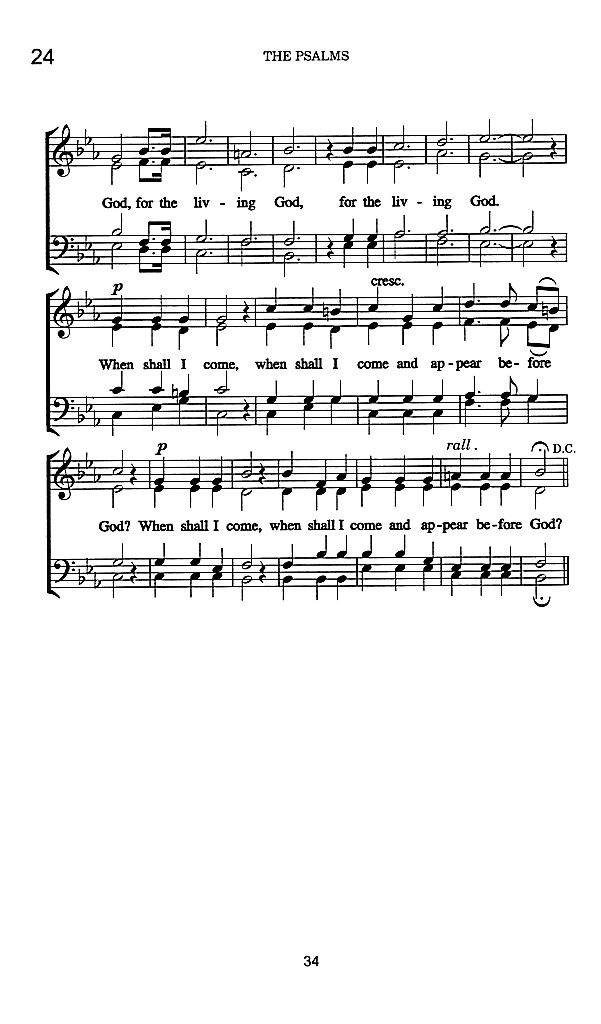 24
THE PSALMS
God, for the liv - ing God, for the liv - ing God.
p
cresc.
When shall I come, when shall I come and ap - pear be - fore
p
rall.
D.C.
God? When shall I come, when shall I come and ap - pear be - fore God?
34